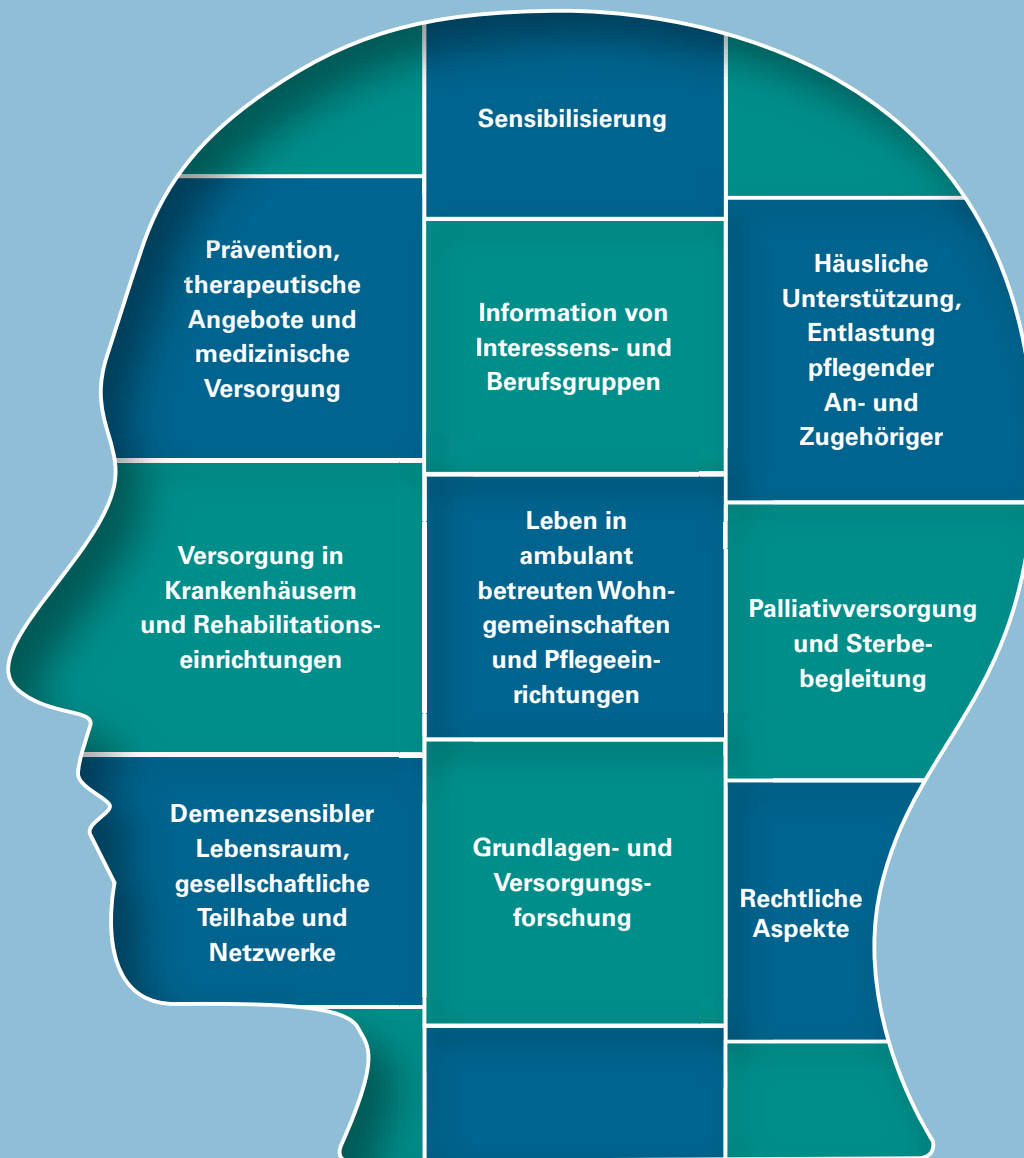 Sensibilisierung
Prävention,
therapeutische
Angebote und
medizinische
Versorgung
Information von
Interessens- und
Berufsgruppen
Häusliche
Unterstützung,
Entlastung
pflegender
An- und
Zugehöriger
Versorgung in
Krankenhäusern
und Rehabilitations-
einrichtungen
Leben in
ambulant
betreuten Wohn-
gemeinschaften
und Pflegeein-
richtungen
Palliativversorgung
und Sterbe-
begleitung
Demenzsensibler
Lebensraum,
gesellschaftliche
Teilhabe und
Netzwerke
Grundlagen- und
Versorgungs-
forschung
Rechtliche
Aspekte